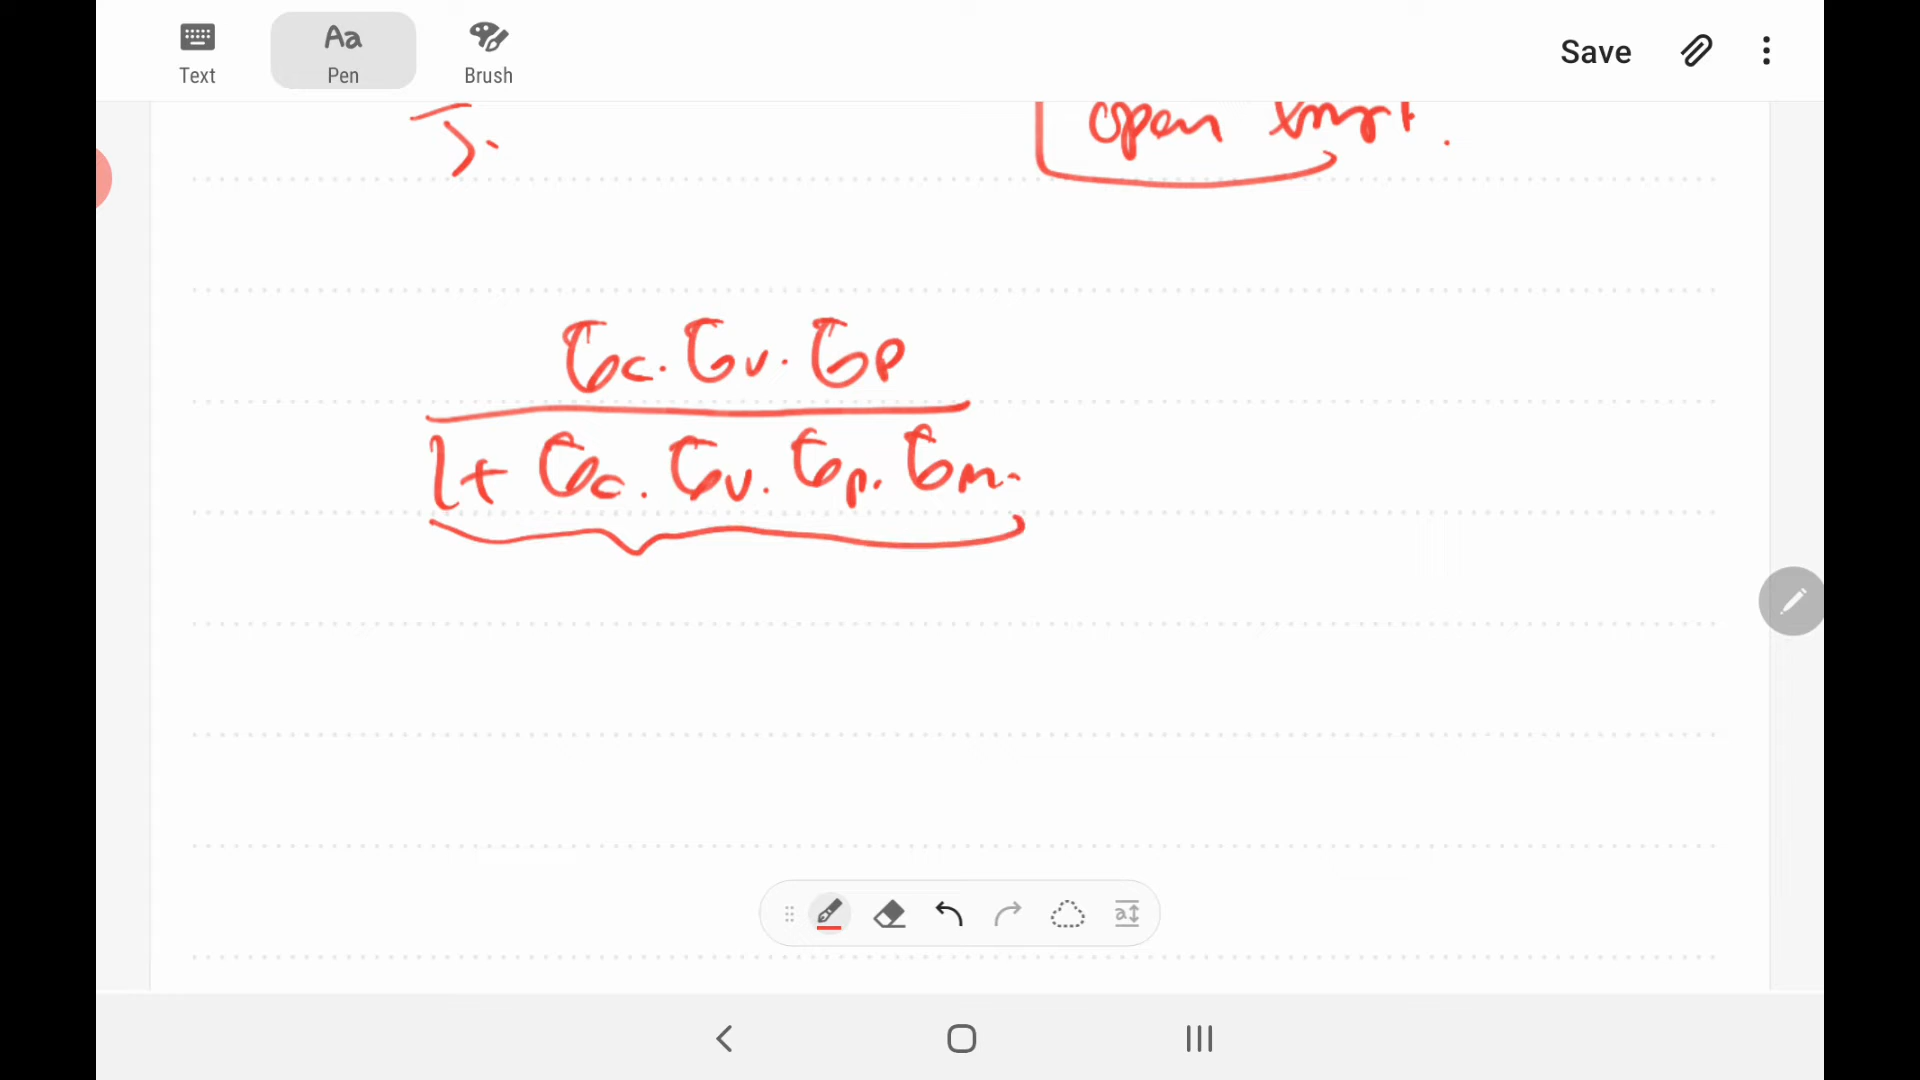 Text
Aa
Pen
Brush
Save
open
Gc. Gv. Gp
1+ Gc. Gv. Gp. Gm.